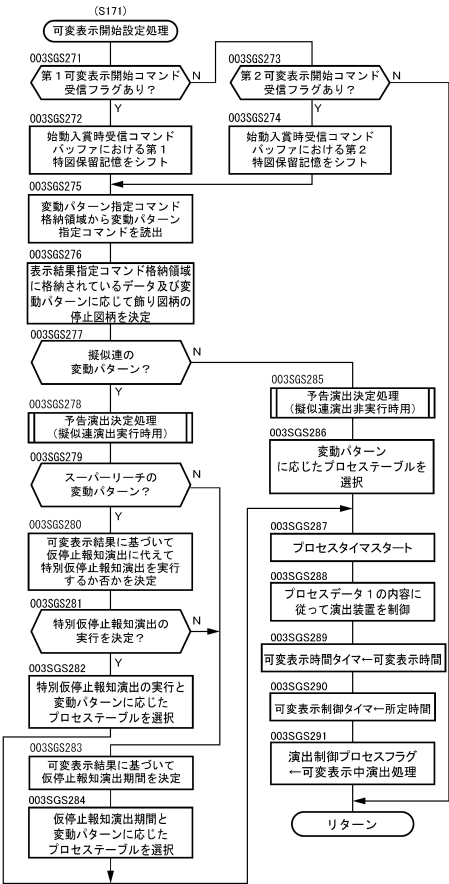 (S171)
可変表示開始設定処理
003SGS271
第1可変表示開始コマンド
受信フラグあり？
N
Y
003SGS273
第2可変表示開始コマンド
受信フラグあり？
N
Y
003SGS272
始動入賞時受信コマンド
バッファにおける第1
特図保留記憶をシフト
003SGS274
始動入賞時受信コマンド
バッファにおける第2
特図保留記憶をシフト
003SGS275
変動パターン指定コマンド
格納領域から変動パターン
指定コマンドを読出
003SGS276
表示結果指定コマンド格納領域
に格納されているデータ及び変
動パターンに応じて飾り図柄の
停止図柄を決定
003SGS277
擬似連の
変動パターン？
N
Y
003SGS278
予告演出決定処理
(擬似連演出実行時用)
003SGS279
スーパーリーチの
変動パターン？
N
Y
003SGS280
可変表示結果に基づいて
仮停止報知演出に代えて
特別仮停止報知演出を実行
するか否かを決定
003SGS281
特別仮停止報知演出の
実行を決定？
N
Y
003SGS282
特別仮停止報知演出の実行と
変動パターンに応じた
プロセステーブルを選択
003SGS283
可変表示結果に基づいて
仮停止報知演出期間を決定
003SGS284
仮停止報知演出期間と
変動パターンに応じた
プロセステーブルを選択
003SGS285
予告演出決定処理
(擬似連演出非実行時用)
003SGS286
変動パターン
に応じたプロセステーブルを
選択
003SGS287
プロセスタイマスタート
003SGS288
プロセスデータ1の内容に
従って演出装置を制御
003SGS289
可変表示時間タイマ←可変表示時間
003SGS290
可変表示制御タイマ←所定時間
003SGS291
演出制御プロセスフラグ
←可変表示中演出処理
リターン